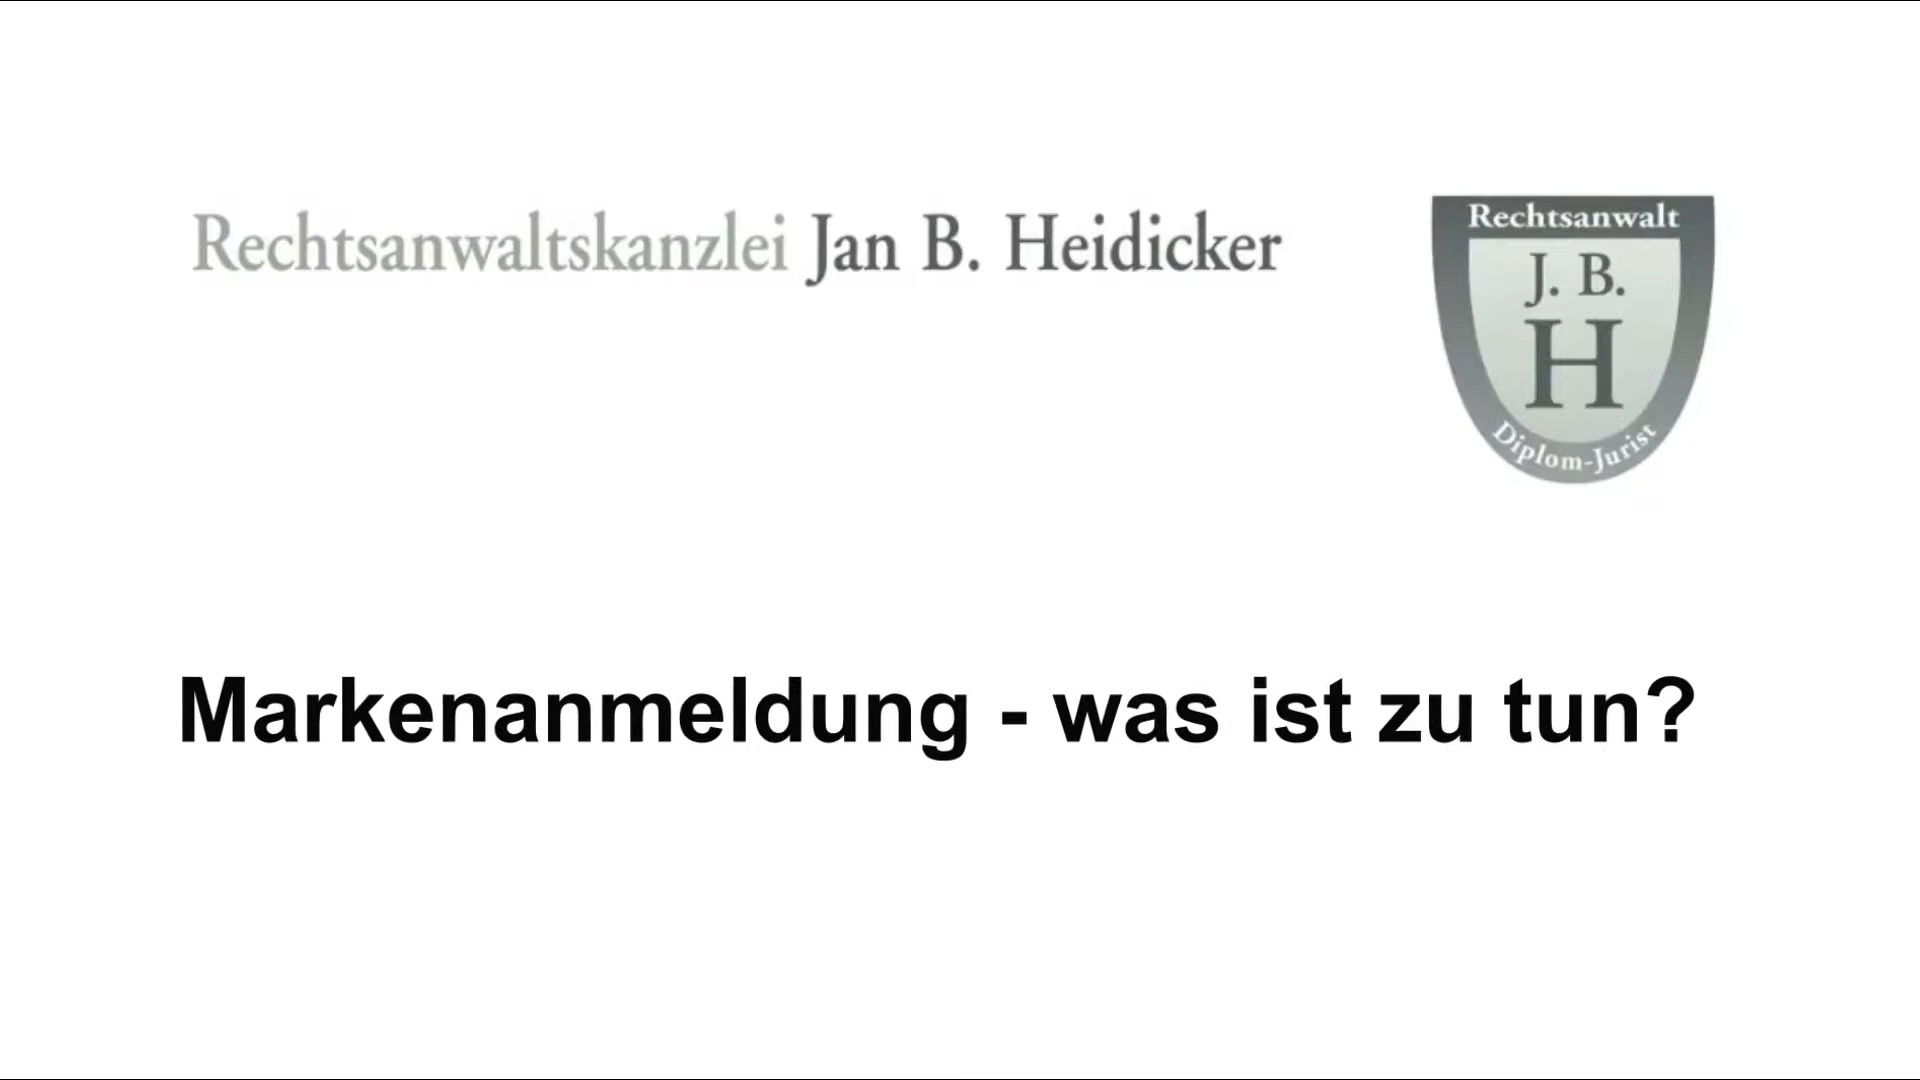 Rechtsanwaltskanzlei Jan B. Heidicker
Rechtsanwalt
J. B.
H
Diplom-Jurist
Markenanmeldung - was ist zu tun?